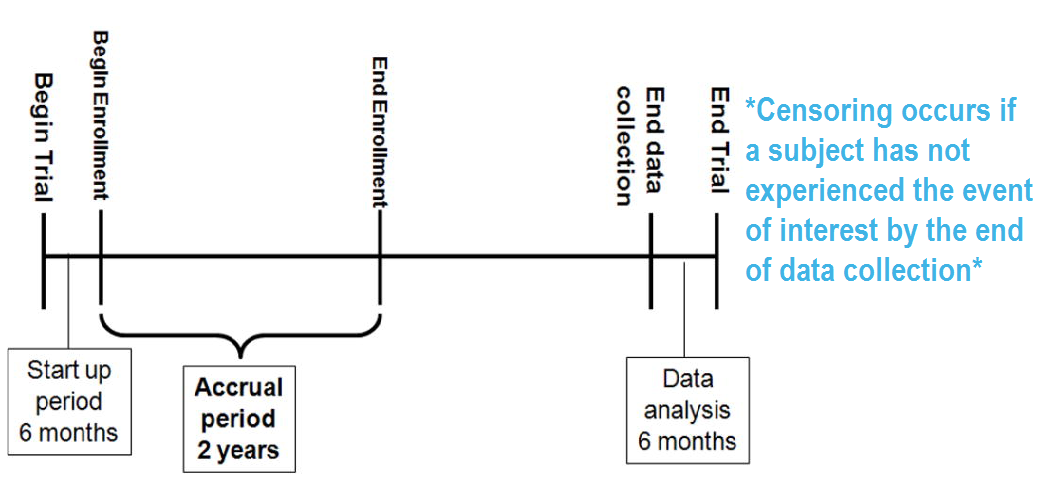 Begin Trial
Begin Enrollment
End Enrollment
End data
collection
End Trial
*Censoring occurs if
a subject has not
experienced the event
of interest by the end
of data collection*
Start up
period
6 months
Accrual
period
2 years
Data
analysis
6 months